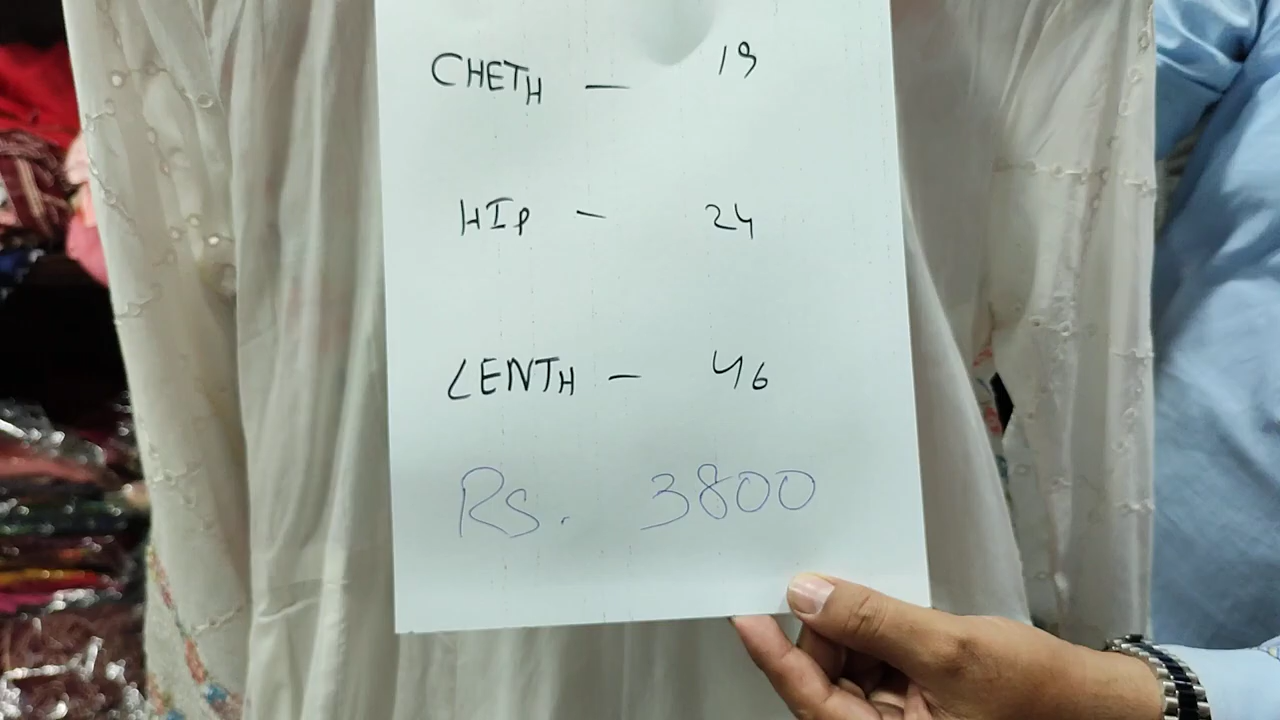 CHETH — 19
HIP – 24
LENTH – 46
Rs. 3800